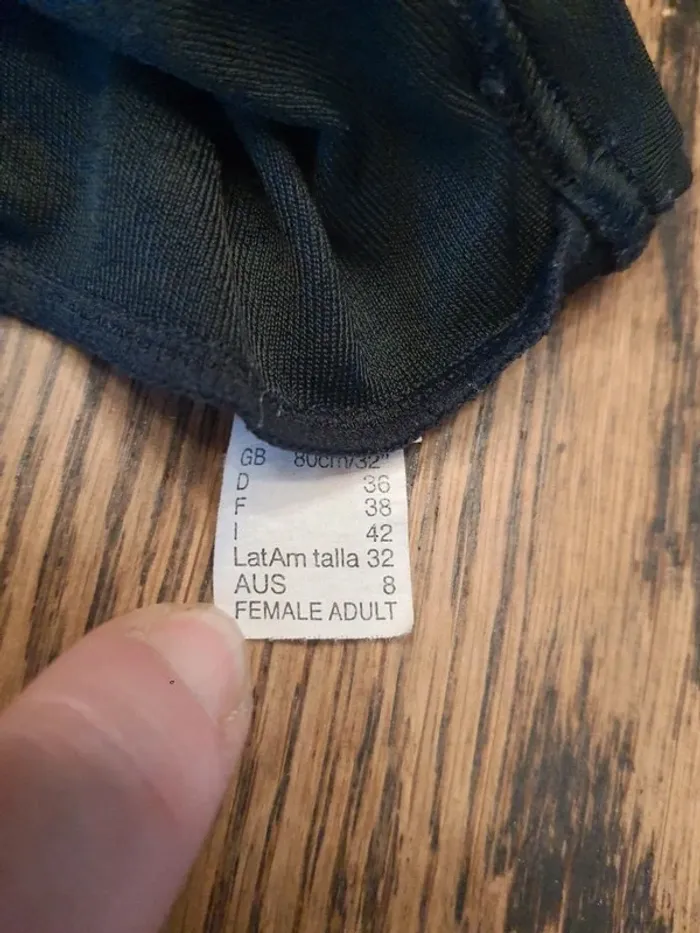 GB 80cm/32"
D 36
F 38
I 42
LatAm talla 32
AUS 8
FEMALE ADULT